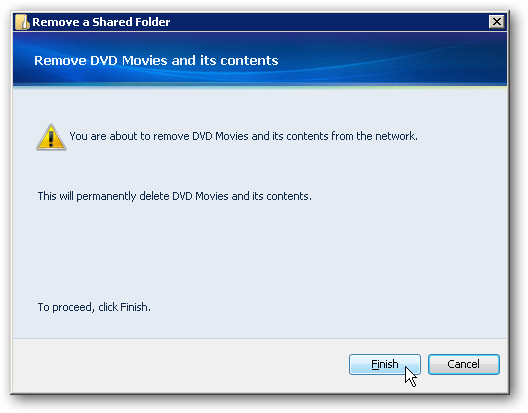 Remove a Shared Folder
Remove DVD Movies and its contents
You are about to remove DVD Movies and its contents from the network.
This will permanently delete DVD Movies and its contents.
To proceed, click Finish.
Finish Cancel